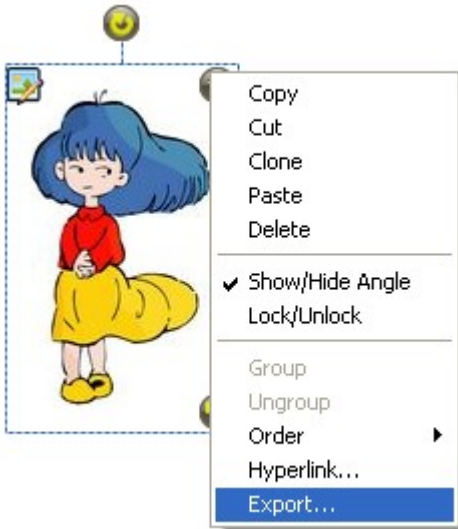 Copy
Cut
Clone
Paste
Delete
Show/Hide Angle
Lock/Unlock
Group
Ungroup
Order
Hyperlink...
Export...